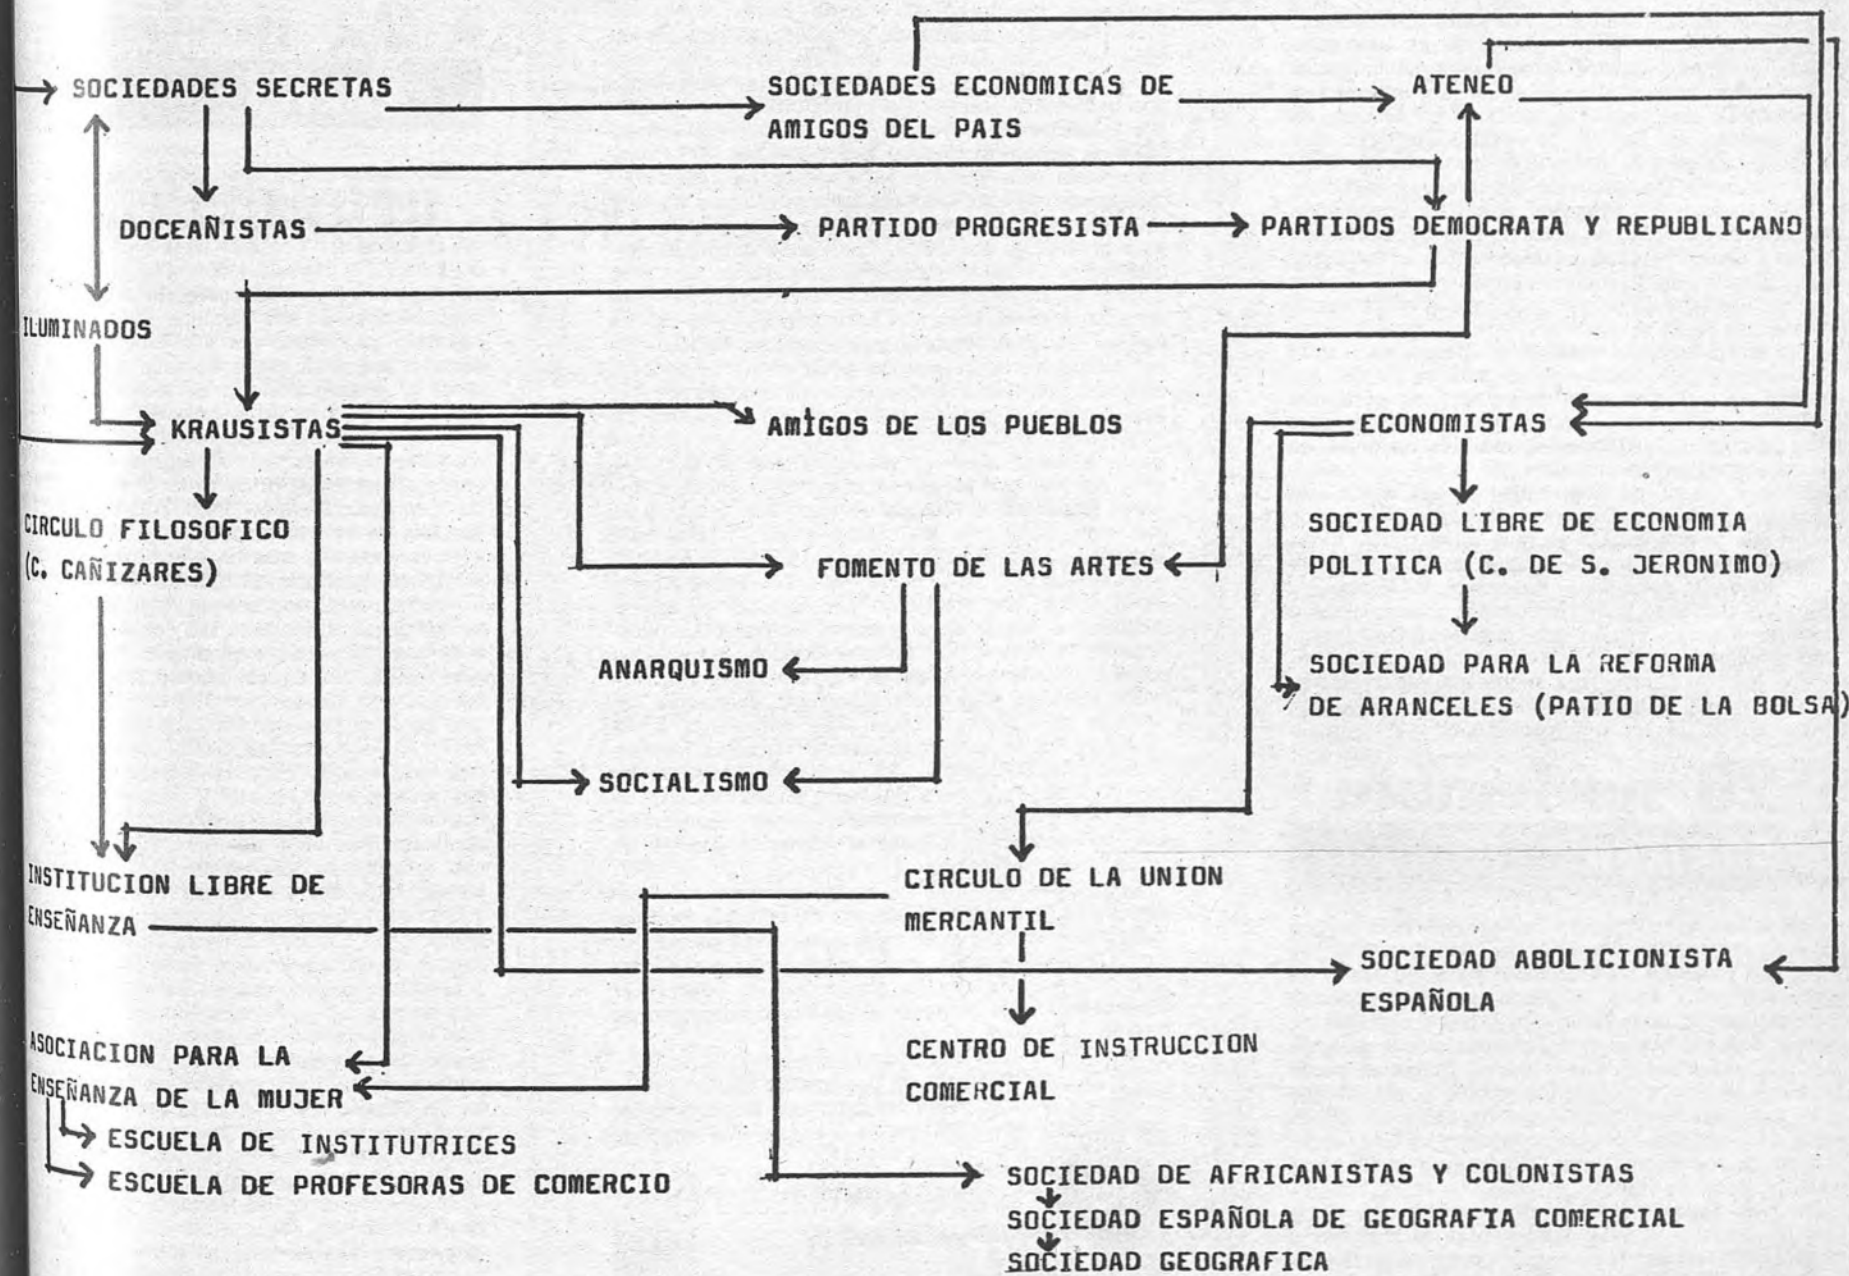 SOCIEDADES SECRETAS
SOCIEDADES ECONOMICAS DE
AMIGOS DEL PAIS
ATENEO
DOCEAÑISTAS
PARTIDO PROGRESISTA
PARTIDOS DEMOCRATA Y REPUBLICANO
ILUMINADOS
KRAUSISTAS
AMIGOS DE LOS PUEBLOS
ECONOMISTAS
CIRCULO FILOSOFICO
(C. CAÑIZARES)
SOCIEDAD LIBRE DE ECONOMIA
POLITICA (C. DE S. JERONIMO)
FOMENTO DE LAS ARTES
ANARQUISMO
SOCIEDAD PARA LA REFORMA
DE ARANCELES (PATIO DE LA BOLSA)
SOCIALISMO
INSTITUCION LIBRE DE
ENSEÑANZA
CIRCULO DE LA UNION
MERCANTIL
SOCIEDAD ABOLICIONISTA
ESPAÑOLA
ASOCIACION PARA LA
ENSEÑANZA DE LA MUJER
CENTRO DE INSTRUCCION
COMERCIAL
ESCUELA DE INSTITUTRICES
ESCUELA DE PROFESORAS DE COMERCIO
SOCIEDAD DE AFRICANISTAS Y COLONISTAS
SOCIEDAD ESPAÑOLA DE GEOGRAFIA COMERCIAL
SOCIEDAD GEOGRAFICA